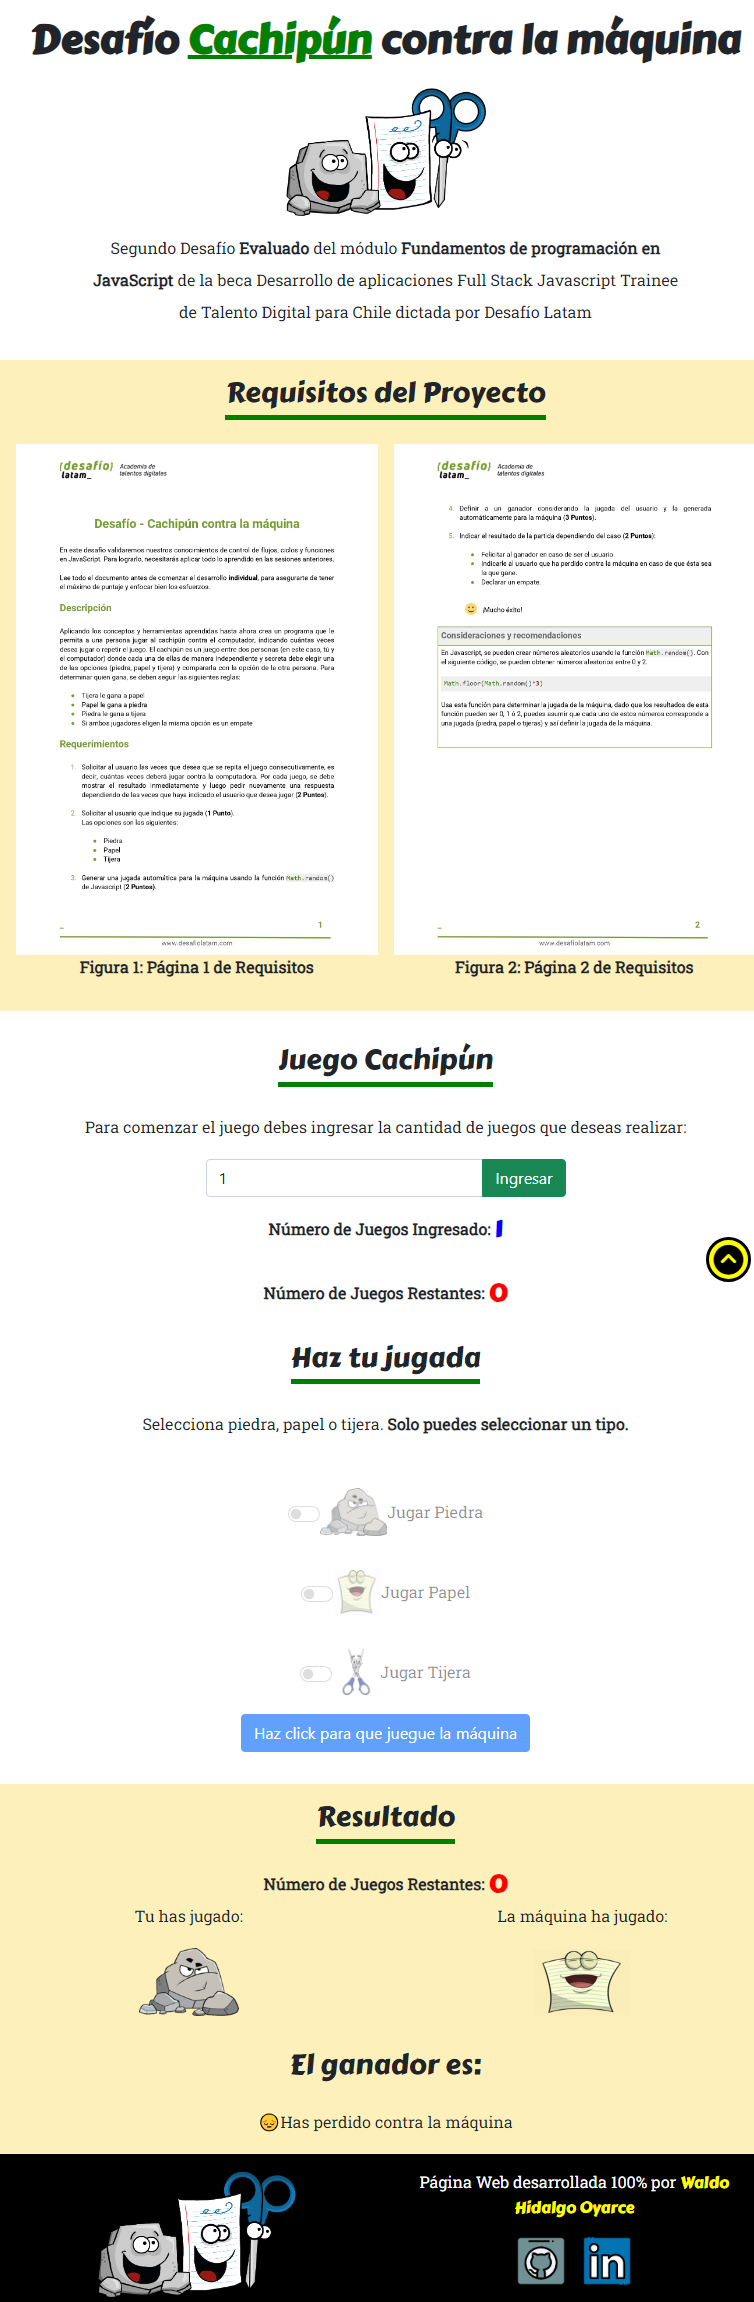 Desafío Cachipún contra la máquina
Segundo Desafío Evaluado del módulo Fundamentos de programación en
JavaScript de la beca Desarrollo de aplicaciones Full Stack Javascript Trainee
de Talento Digital para Chile dictada por Desafío Latam
Requisitos del Proyecto
{desafío}
latam_
Academia de
talentos digitales
Desafío - Cachipún contra la máquina
En este desafío validaremos nuestros conocimientos de control de flujos, ciclos y funciones
en JavaScript. Para lograrlo, necesitarás aplicar todo lo aprendido en las sesiones anteriores.
Lee todo el documento antes de comenzar el desarrollo individual, para asegurarte de tener
el máximo de puntaje y enfocar bien los esfuerzos.
Descripción
Aplicando los conceptos y herramientas aprendidas hasta ahora crea un programa que le
permita a una persona jugar al cachipún contra el computador, indicando cuántas veces
desea jugar o repetir el juego. El cachipún es un juego entre dos personas (en este caso, tú y
el computador) donde cada una de ellas de manera independiente y secreta debe elegir una
de las opciones (piedra, papel y tijera) y compararla con la opción de la otra persona. Para
determinar quien gana, se deben seguir las siguientes reglas:
● Tijera le gana a papel
● Papel le gana a piedra
● Piedra le gana a tijera
● Si ambos jugadores eligen la misma opción es un empate
Requerimientos
1. Solicitar al usuario las veces que desea que se repita el juego consecutivamente, es
decir, cuántas veces deberá jugar contra la computadora. Por cada juego, se debe
mostrar el resultado inmediatamente y luego pedir nuevamente una respuesta
dependiendo de las veces que haya indicado el usuario que desea jugar (2 Puntos).
2. Solicitar al usuario que indique su jugada (1 Punto).
Las opciones son las siguientes:
● Piedra
● Papel
● Tijera
3. Generar una jugada automática para la máquina usando la función Math.random()
de Javascript (2 Puntos).
_ 1
www.desafiolatam.com
Figura 1: Página 1 de Requisitos
{desafío}
latam_
Academia de
talentos digitales
4. Definir a un ganador considerando la jugada del usuario y la generada
automáticamente para la máquina (3 Puntos).
5. Indicar el resultado de la partida dependiendo del caso (2 Puntos):
● Felicitar al ganador en caso de ser el usuario.
● Indicarle al usuario que ha perdido contra la máquina en caso de que ésta sea
la que gane.
● Declarar un empate.
¡Mucho éxito!
Consideraciones y recomendaciones
En Javascript, se pueden crear números aleatorios usando la función Math.random(). Con
el siguiente código, se pueden obtener números aleatorios entre 0 y 2.
Math.floor(Math.random()*3)
Usa esta función para determinar la jugada de la máquina, dado que los resultados de esta
función pueden ser 0, 1 ó 2, puedes asumir que cada uno de estos números corresponde a
una jugada (piedra, papel o tijeras) y así definir la jugada de la máquina.
_ 2
www.desafiolatam.com
Figura 2: Página 2 de Requisitos
Juego Cachipún
Para comenzar el juego debes ingresar la cantidad de juegos que deseas realizar:
1 Ingresar
Número de Juegos Ingresado: 1
Número de Juegos Restantes: 0
Haz tu jugada
Selecciona piedra, papel o tijera. Solo puedes seleccionar un tipo.
Jugar Piedra
Jugar Papel
Jugar Tijera
Haz click para que juegue la máquina
Resultado
Número de Juegos Restantes: 0
Tu has jugado: La máquina ha jugado:
El ganador es:
😔Has perdido contra la máquina
Página Web desarrollada 100% por Waldo
Hidalgo Oyarce
in